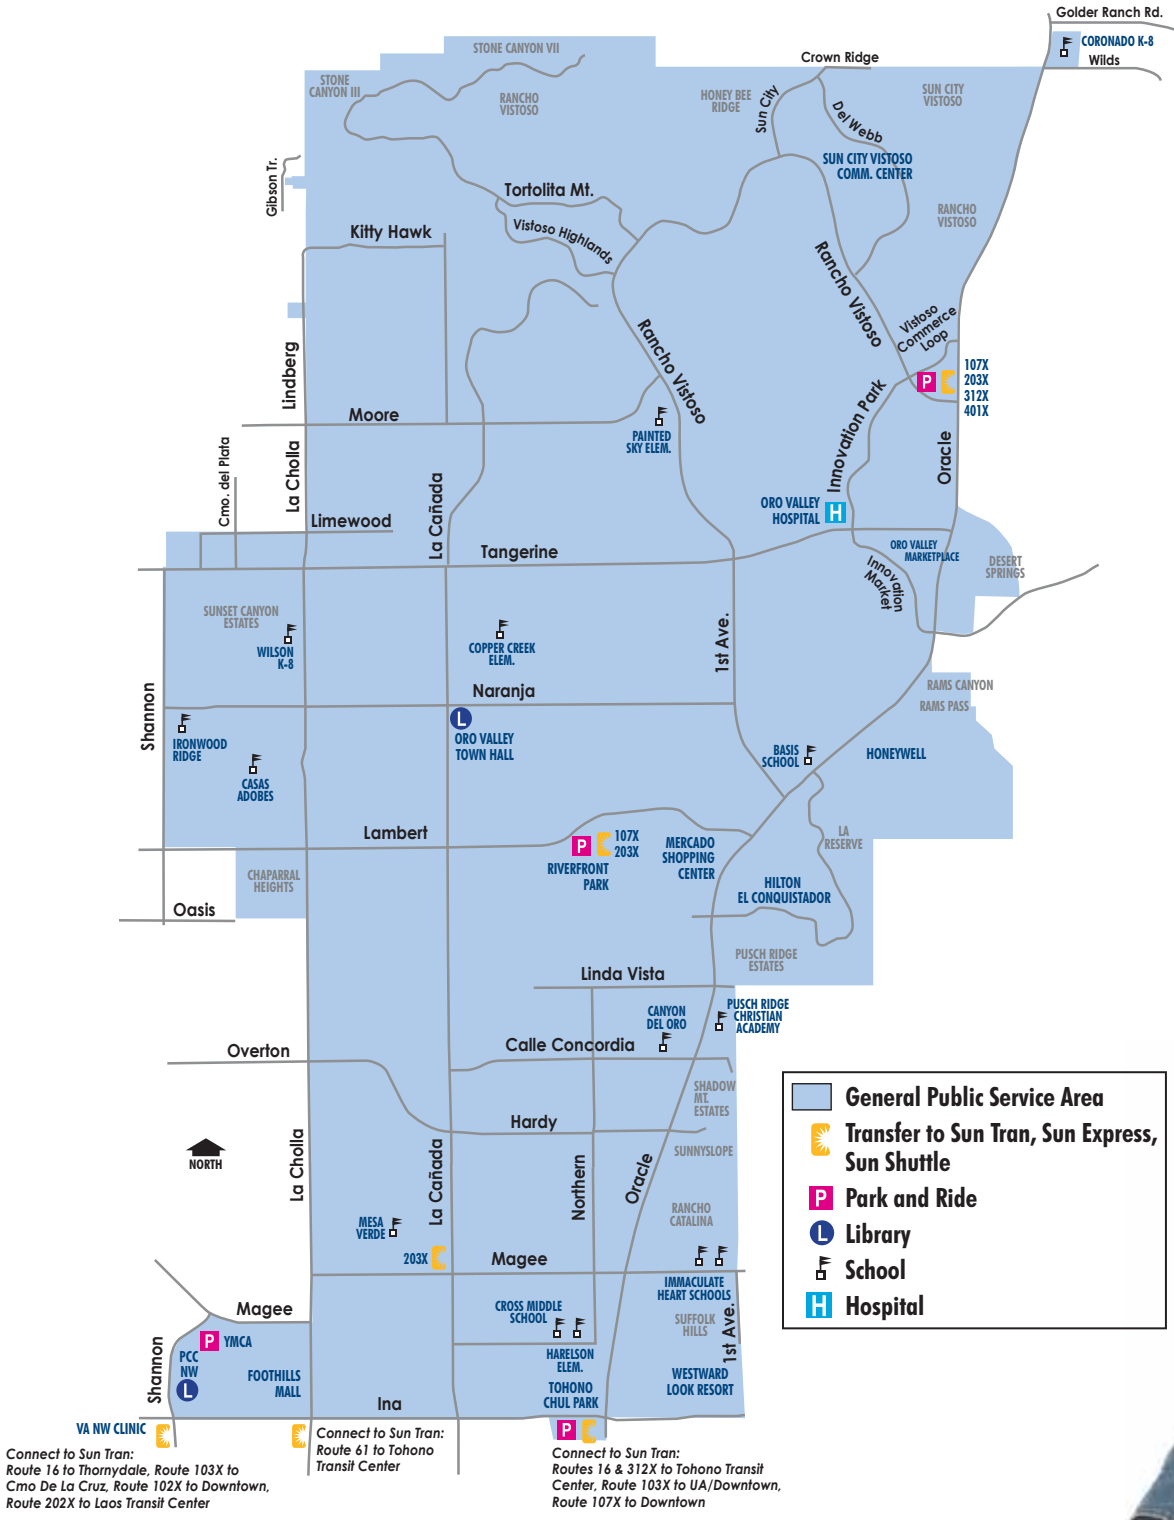 Golder Ranch Rd.
CORONADO K-8
Wilds
STONE CANYON VII
Crown Ridge
STONE
CANYON III
RANCHO
VISTOSO
HONEY BEE
RIDGE
Sun City
Del Webb
SUN CITY
VISTOSO
SUN CITY VISTOSO
COMM. CENTER
Gibson Tr.
Tortolita Mt.
Vistoso Highlands
RANCHO
VISTOSO
Kitty Hawk
Rancho Vistoso
Vistoso
Commerce
Loop
Lindberg
Rancho Vistoso
P
107X
203X
312X
401X
Innovation Park
Moore
PAINTED
SKY ELEM.
Oracle
Cmo. del Plata
La Cholla
La Cañada
Limewood
ORO VALLEY
HOSPITAL
H
Tangerine
ORO VALLEY
MARKETPLACE
Innovation
Market
DESERT
SPRINGS
SUNSET CANYON
ESTATES
WILSON
K-8
COPPER CREEK
ELEM.
1st Ave.
Naranja
RAMS CANYON
RAMS PASS
Shannon
IRONWOOD
RIDGE
L
ORO VALLEY
TOWN HALL
BASIS
SCHOOL
HONEYWELL
CASAS
ADOBES
Lambert
P
107X
203X
RIVERFRONT
PARK
MERCADO
SHOPPING
CENTER
LA
RESERVE
CHAPARRAL
HEIGHTS
HILTON
EL CONQUISTADOR
Oasis
PUSCH RIDGE
ESTATES
Linda Vista
CANYON
DEL ORO
PUSCH RIDGE
CHRISTIAN
ACADEMY
Overton
Calle Concordia
SHADOW
MT.
ESTATES
Hardy
SUNNYSLOPE
NORTH
La Cholla
La Cañada
Northern
Oracle
RANCHO
CATALINA
MESA
VERDE
203X
Magee
IMMACULATE
HEART SCHOOLS
Magee
CROSS MIDDLE
SCHOOL
SUFFOLK
HILLS
1st Ave.
P
YMCA
Shannon
PCC
NW
L
FOOTHILLS
MALL
HARELSON
ELEM.
TOHONO
CHUL PARK
WESTWARD
LOOK RESORT
Ina
VA NW CLINIC
P
Connect to Sun Tran:
Route 16 to Thornydale, Route 103X to
Cmo De La Cruz, Route 102X to Downtown,
Route 202X to Laos Transit Center
Connect to Sun Tran:
Route 61 to Tohono
Transit Center
Connect to Sun Tran:
Routes 16 & 312X to Tohono Transit
Center, Route 103X to UA/Downtown,
Route 107X to Downtown
General Public Service Area
Transfer to Sun Tran, Sun Express,
Sun Shuttle
P
Park and Ride
L
Library
School
H
Hospital